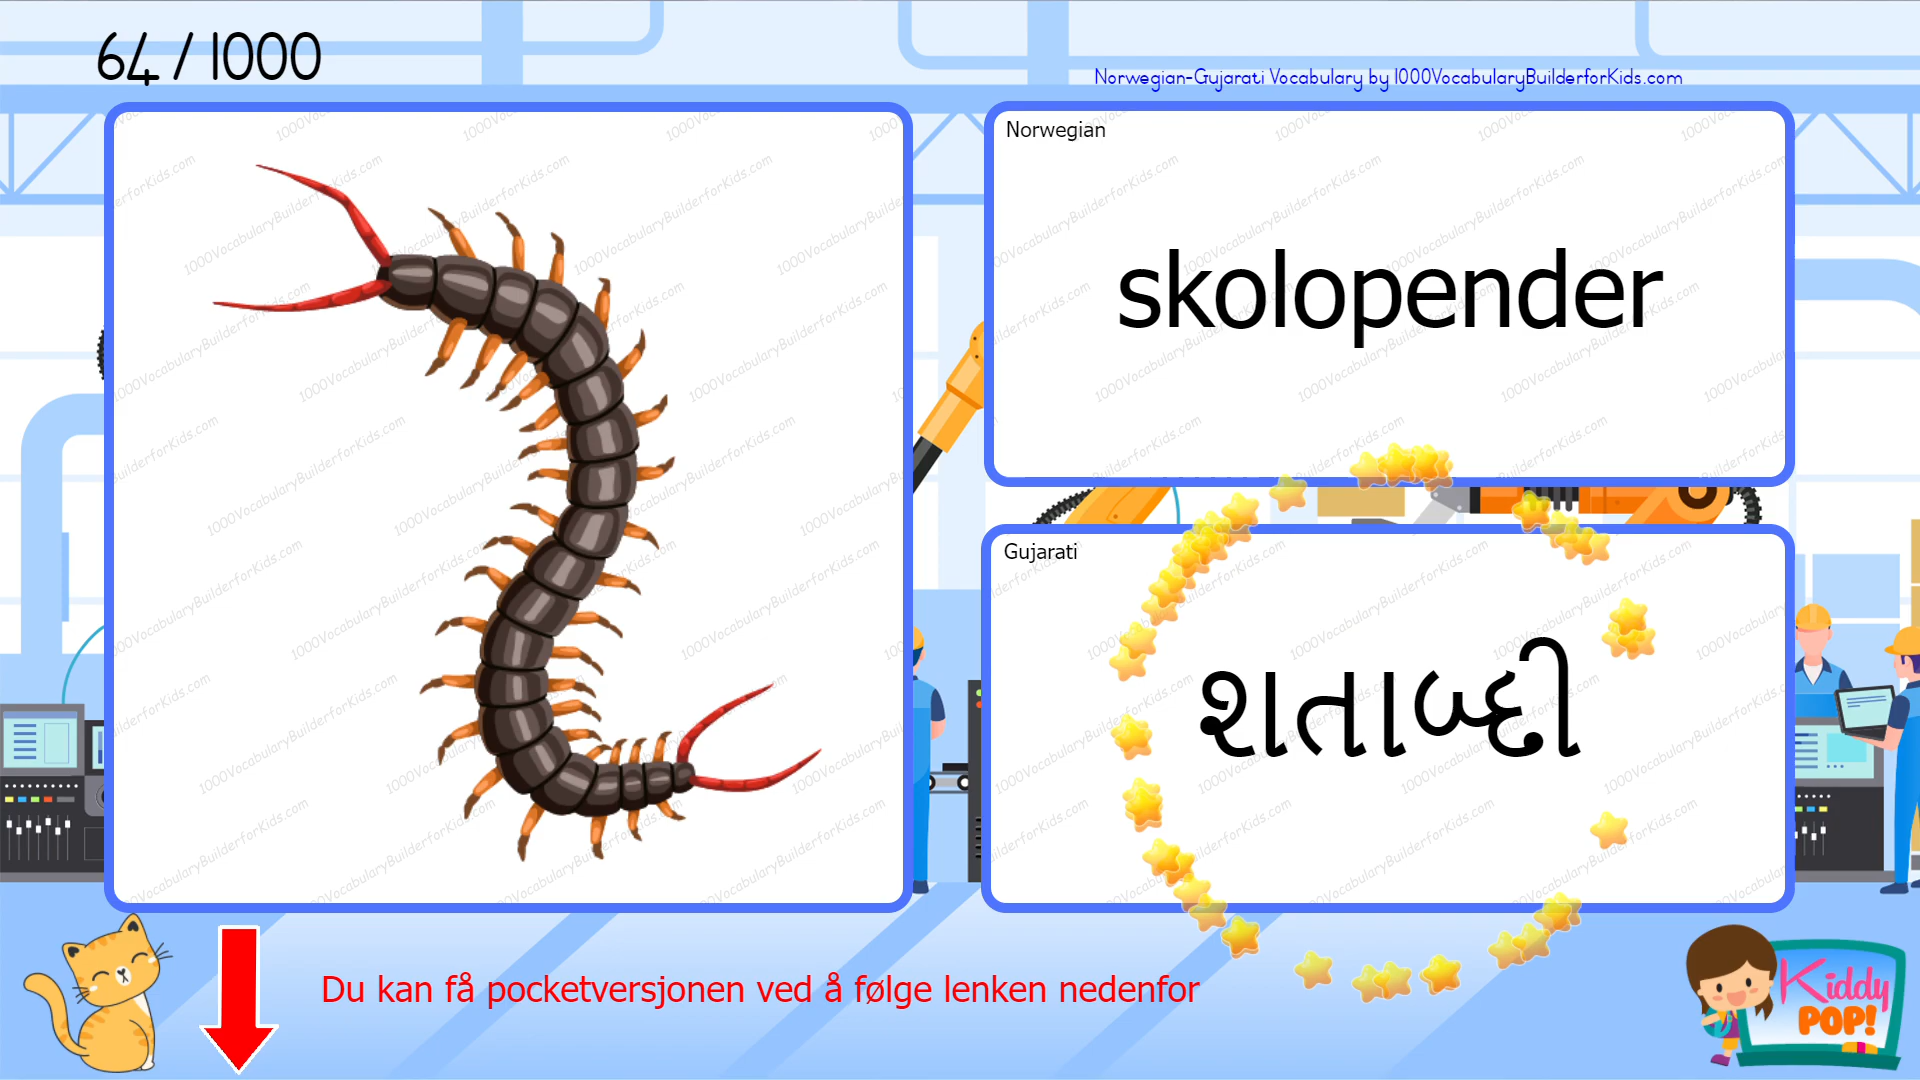 64 / 1000
Norwegian-Gujarati Vocabulary by 1000VocabularyBuilderforKids.com
Norwegian
skolopender
Gujarati
શતાબ્દી
Du kan få pocketversjonen ved å følge lenken nedenfor
Kiddy
POP!